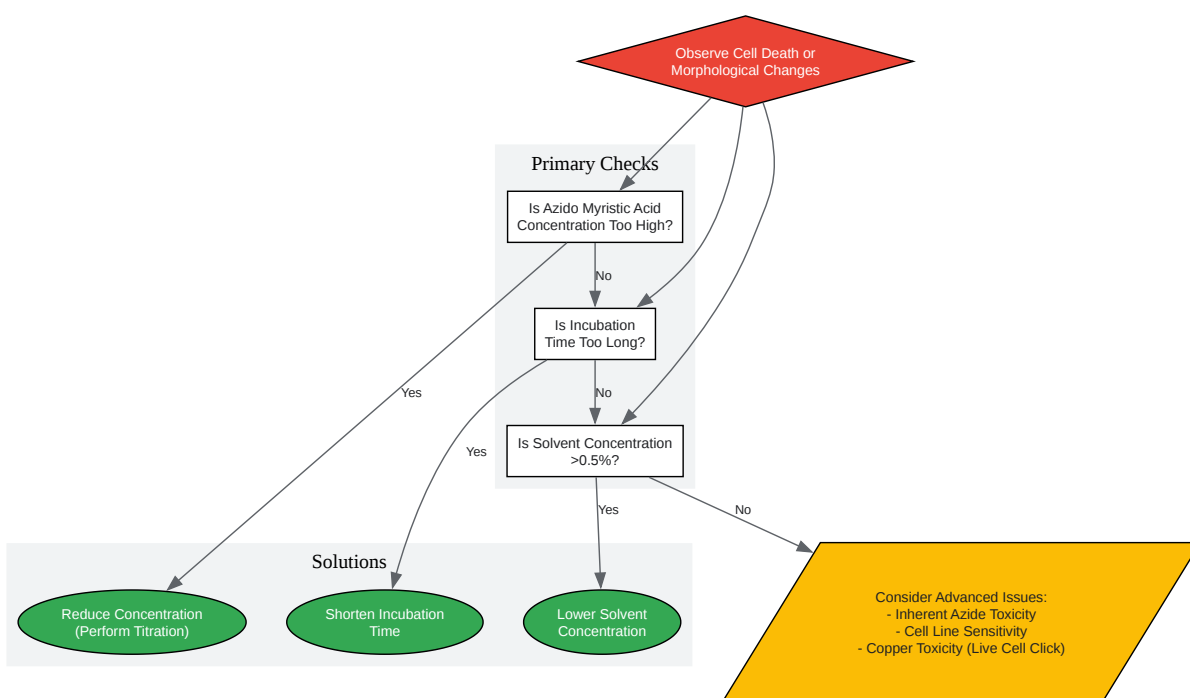 Observe Cell Death or
Morphological Changes
Primary Checks
Is Azido Myristic Acid
Concentration Too High?
No
Is Incubation
Time Too Long?
Yes
No
Is Solvent Concentration
>0.5%?
Yes
Yes
No
Solutions
Reduce Concentration
(Perform Titration)
Shorten Incubation
Time
Lower Solvent
Concentration
Consider Advanced Issues:
- Inherent Azide Toxicity
- Cell Line Sensitivity
- Copper Toxicity (Live Cell Click)